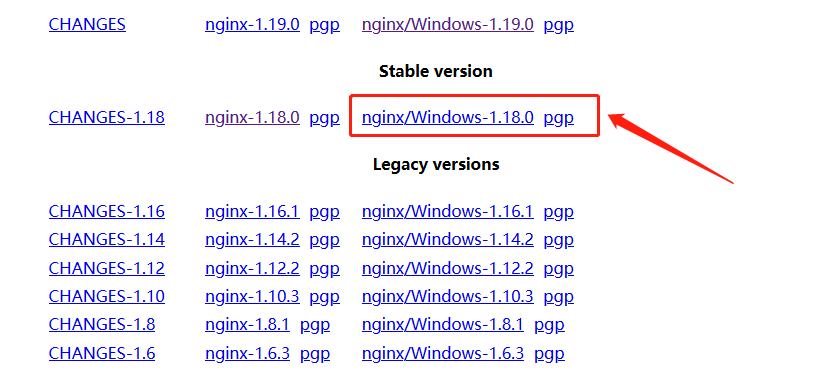 CHANGES nginx-1.19.0 pgp nginx/Windows-1.19.0 pgp
Stable version
CHANGES-1.18 nginx-1.18.0 pgp nginx/Windows-1.18.0 pgp
Legacy versions
CHANGES-1.16 nginx-1.16.1 pgp nginx/Windows-1.16.1 pgp
CHANGES-1.14 nginx-1.14.2 pgp nginx/Windows-1.14.2 pgp
CHANGES-1.12 nginx-1.12.2 pgp nginx/Windows-1.12.2 pgp
CHANGES-1.10 nginx-1.10.3 pgp nginx/Windows-1.10.3 pgp
CHANGES-1.8 nginx-1.8.1 pgp nginx/Windows-1.8.1 pgp
CHANGES-1.6 nginx-1.6.3 pgp nginx/Windows-1.6.3 pgp